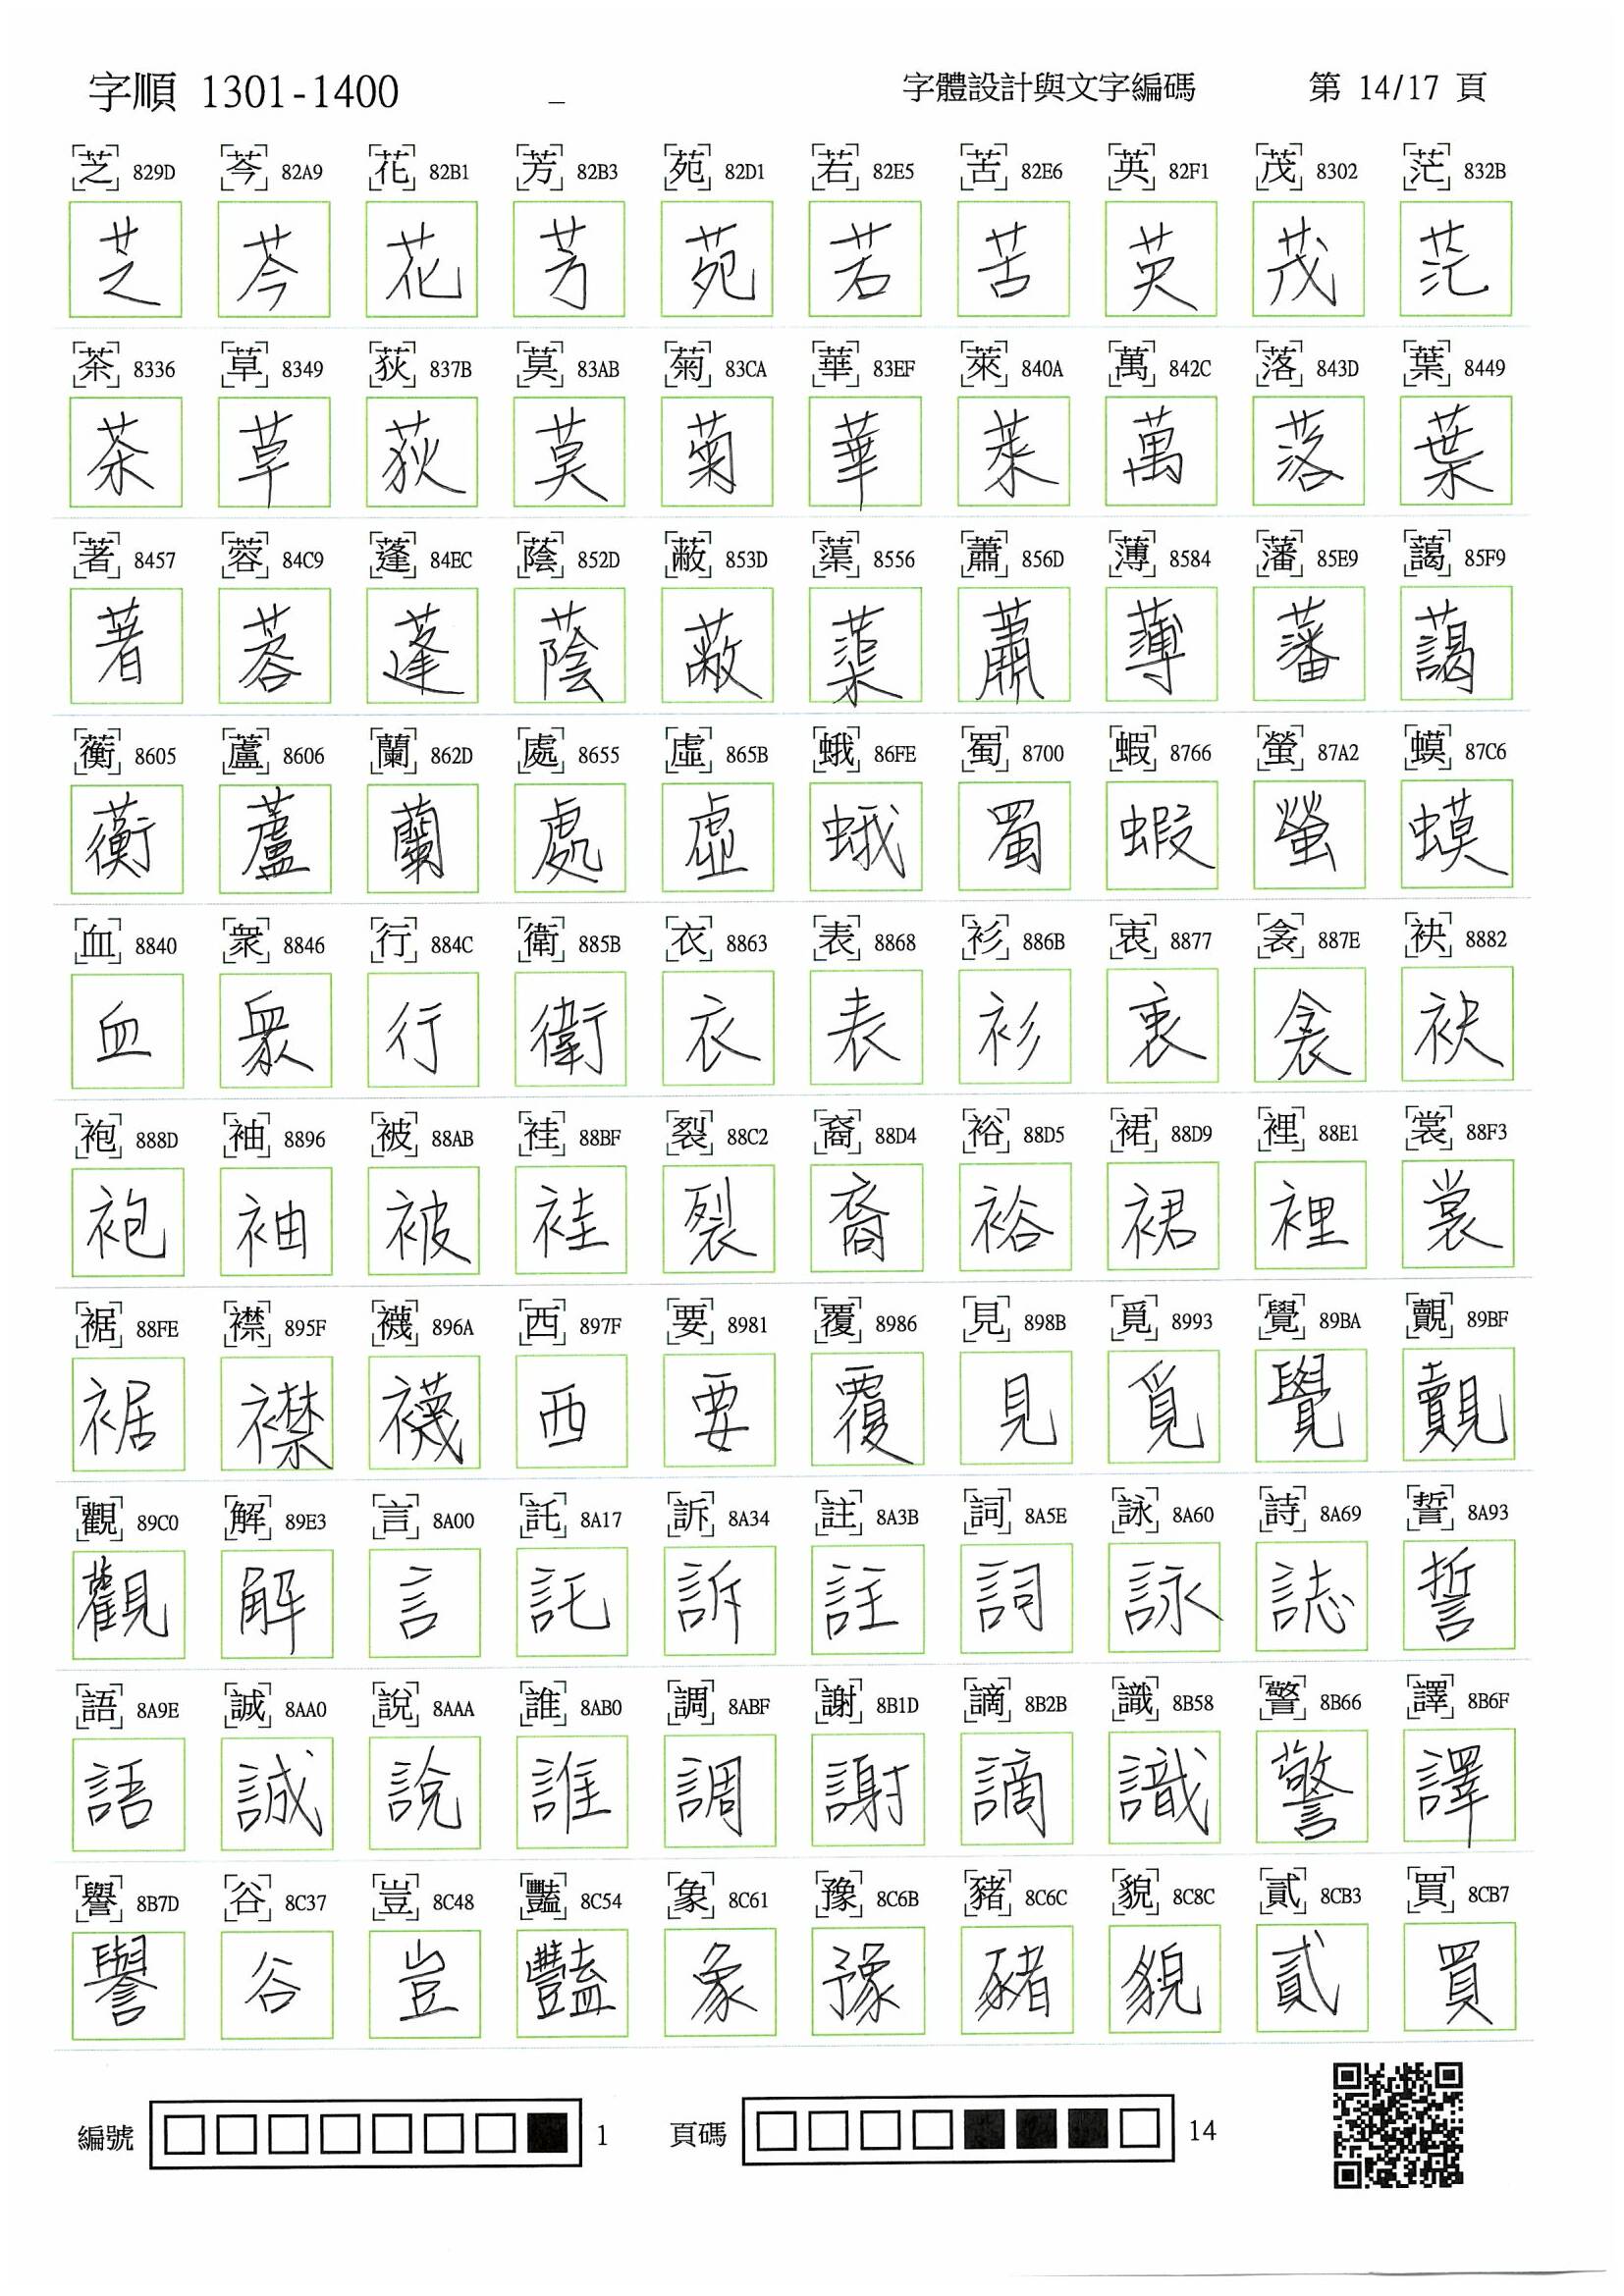 字順 1301-1400 _ 字體設計與文字編碼 第 14/17 頁
芝 829D 芩 82A9 花 82B1 芳 82B3 苑 82D1 若 82E5 苦 82E6 英 82F1 茂 8302 茫 832B
芝 芩 花 芳 苑 若 苦 英 茂 茫
茶 8336 草 8349 荻 837B 莫 83AB 菊 83CA 華 83EF 萊 840A 萬 842C 落 843D 葉 8449
茶 草 荻 莫 菊 華 萊 萬 落 葉
著 8457 蓉 84C9 蓬 84EC 蔭 852D 蔽 853D 蕖 8556 蕭 856D 薄 8584 藩 85E9 藹 85F9
著 蓉 蓬 蔭 蔽 蕖 蕭 薄 藩 藹
蘅 8605 蘆 8606 蘭 862D 處 8655 虛 865B 蛾 86FE 蜀 8700 蝦 8766 螢 87A2 蟆 87C6
蘅 蘆 蘭 處 虛 蛾 蜀 蝦 螢 蟆
血 8840 衆 8846 行 884C 衛 885B 衣 8863 表 8868 衫 886B 衷 8877 衾 887E 袂 8882
血 眾 行 衛 衣 表 衫 衷 衾 袂
袍 888D 袖 8896 被 88AB 袿 88BF 裂 88C2 裔 88D4 裕 88D5 裙 88D9 裡 88E1 裳 88F3
袍 袖 被 袿 裂 裔 裕 裙 裡 裳
裾 88FE 襟 895F 襪 896A 西 897F 要 8981 覆 8986 見 898B 覓 8993 覺 89BA 覿 89BF
裾 襟 襪 西 要 覆 見 覓 覺 覿
觀 89C0 解 89E3 言 8A00 託 8A17 訴 8A34 註 8A3B 詞 8A5E 詠 8A60 詩 8A69 誓 8A93
觀 解 言 託 訴 註 詞 詠 誌 誓
語 8A9E 誠 8AA0 說 8AAA 誰 8AB0 調 8ABF 謝 8B1D 謫 8B2B 識 8B58 警 8B66 譯 8B6F
語 誠 說 誰 調 謝 謫 識 警 譯
譽 8B7D 谷 8C37 豈 8C48 豔 8C54 象 8C61 豫 8C6B 豬 8C6C 貌 8C8C 貳 8CB3 買 8CB7
譽 谷 豈 豔 象 豫 豬 貌 貳 買
編號 1 頁碼 14